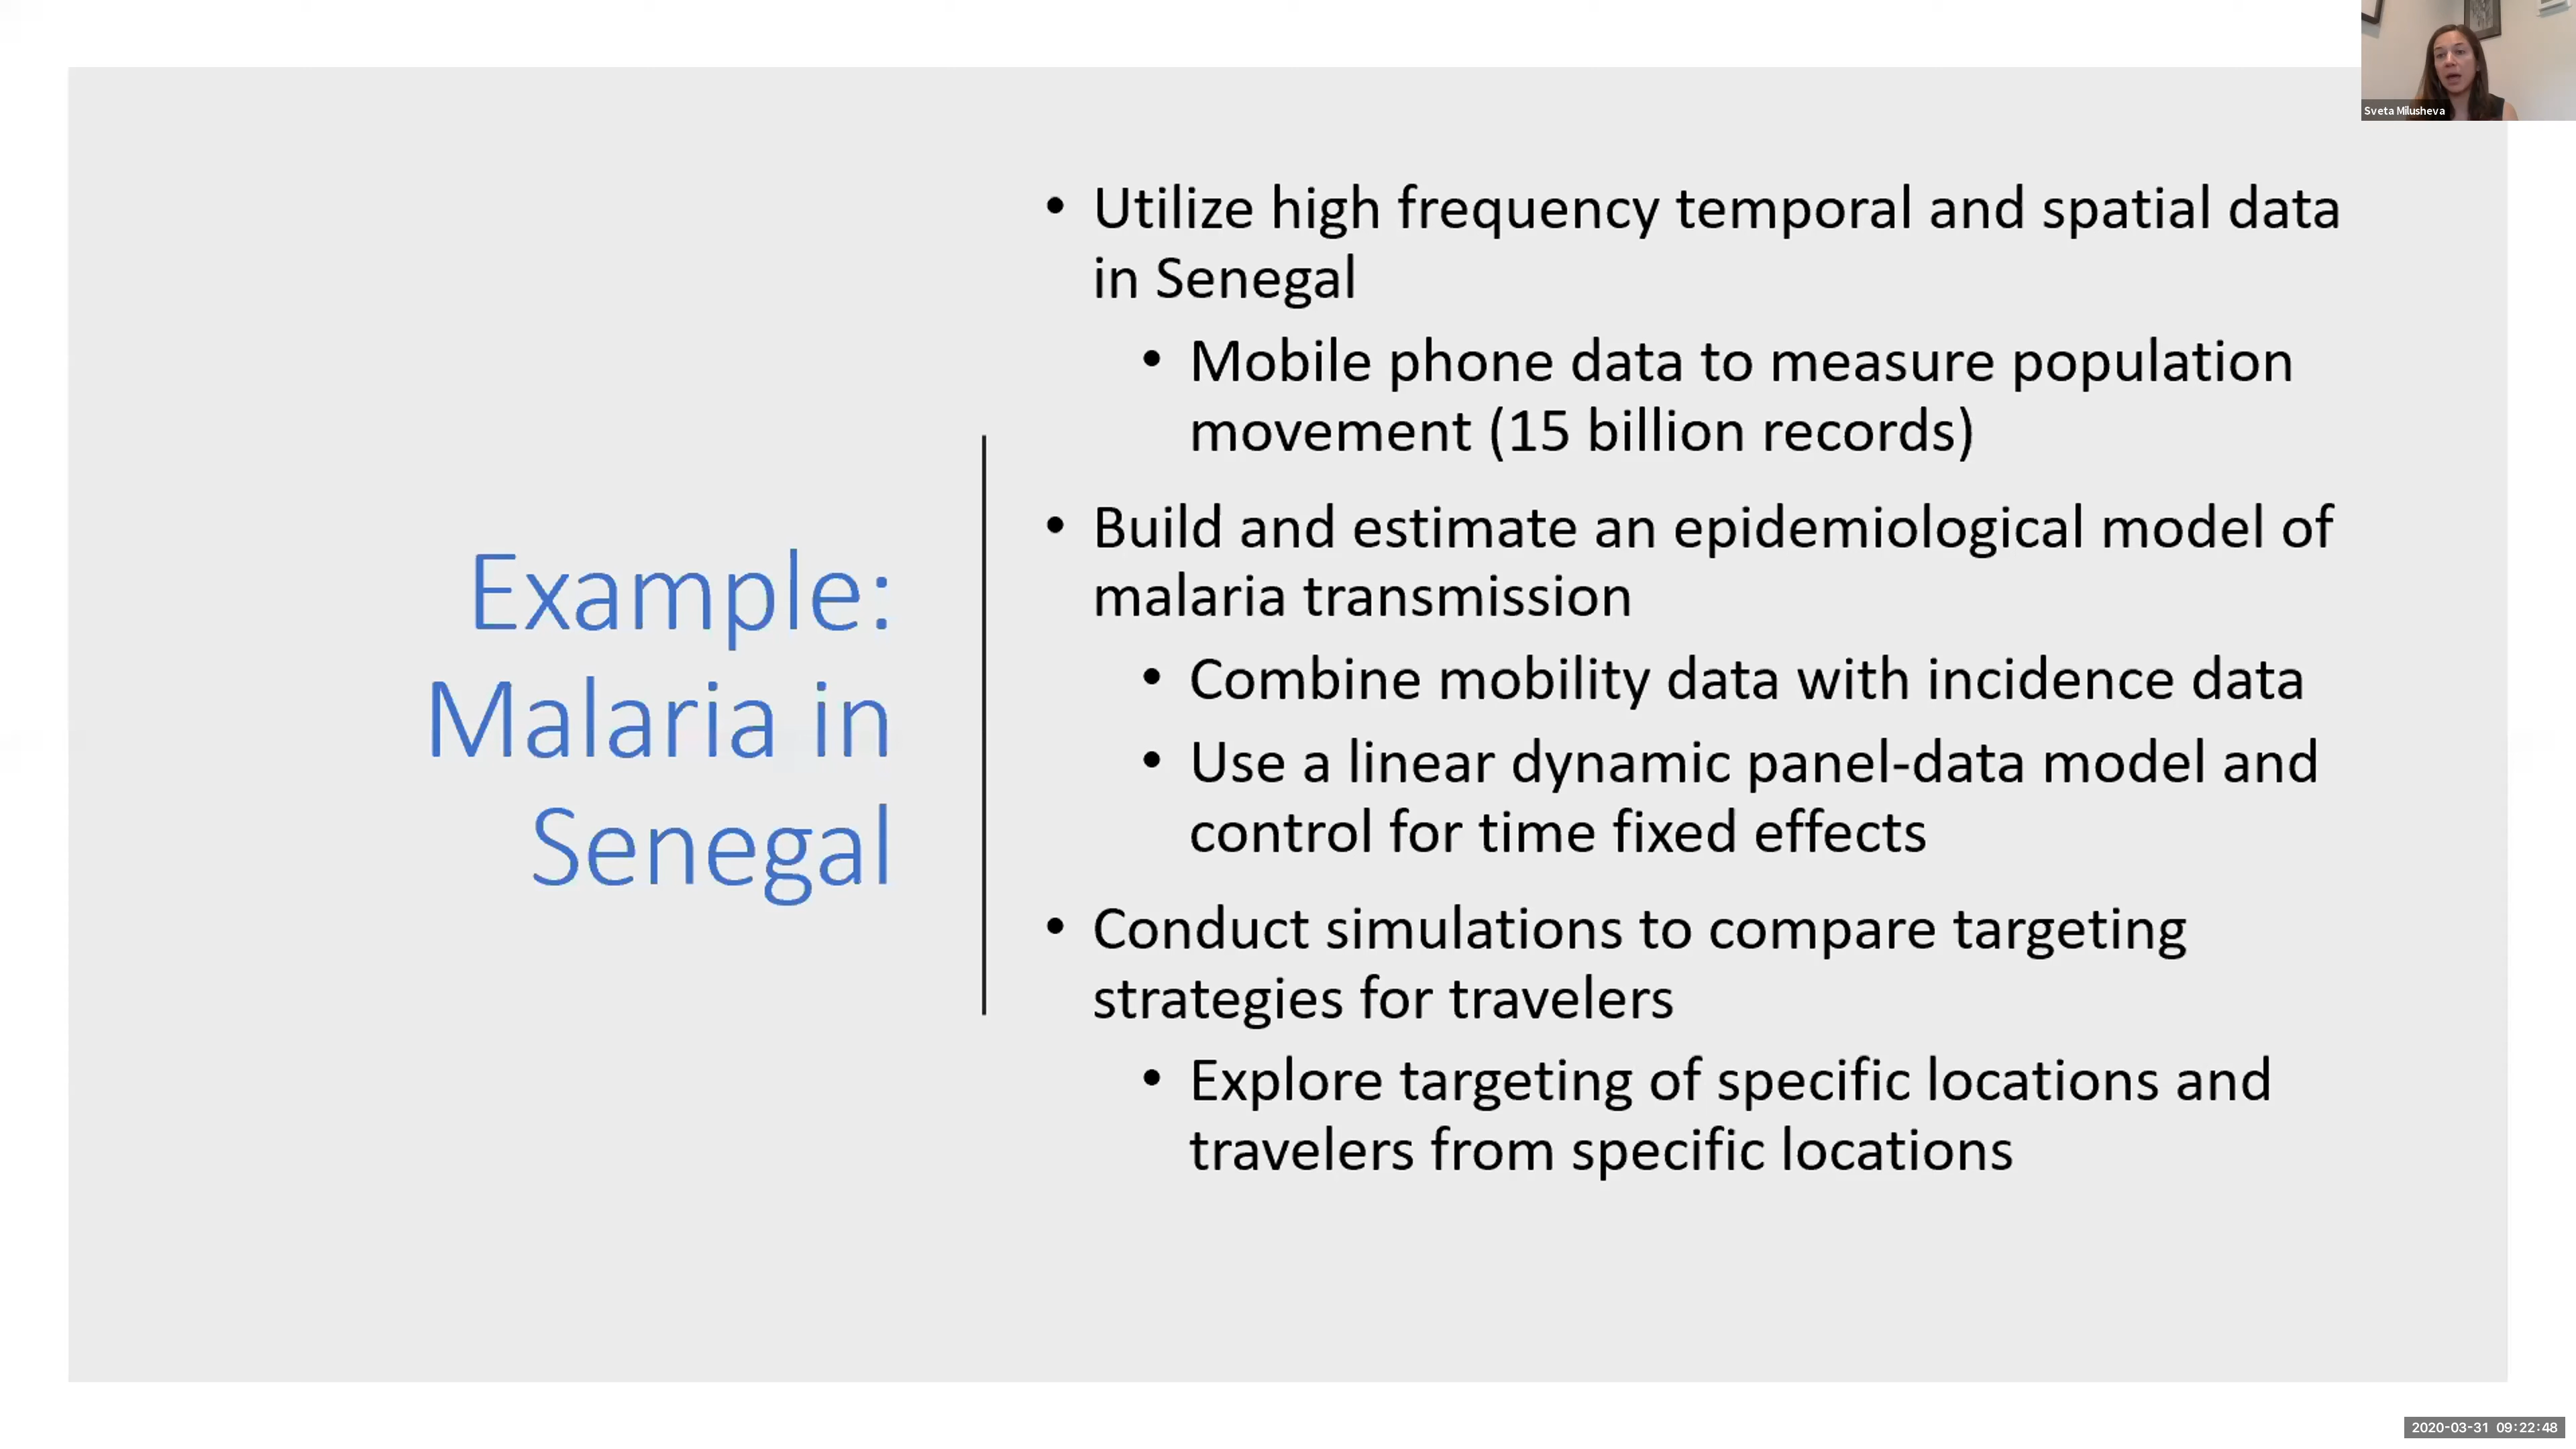 Sveta Milusheva
Example:
Malaria in
Senegal
• Utilize high frequency temporal and spatial data
in Senegal
• Mobile phone data to measure population
movement (15 billion records)
• Build and estimate an epidemiological model of
malaria transmission
• Combine mobility data with incidence data
• Use a linear dynamic panel-data model and
control for time fixed effects
• Conduct simulations to compare targeting
strategies for travelers
• Explore targeting of specific locations and
travelers from specific locations
2020-03-31 09:22:48